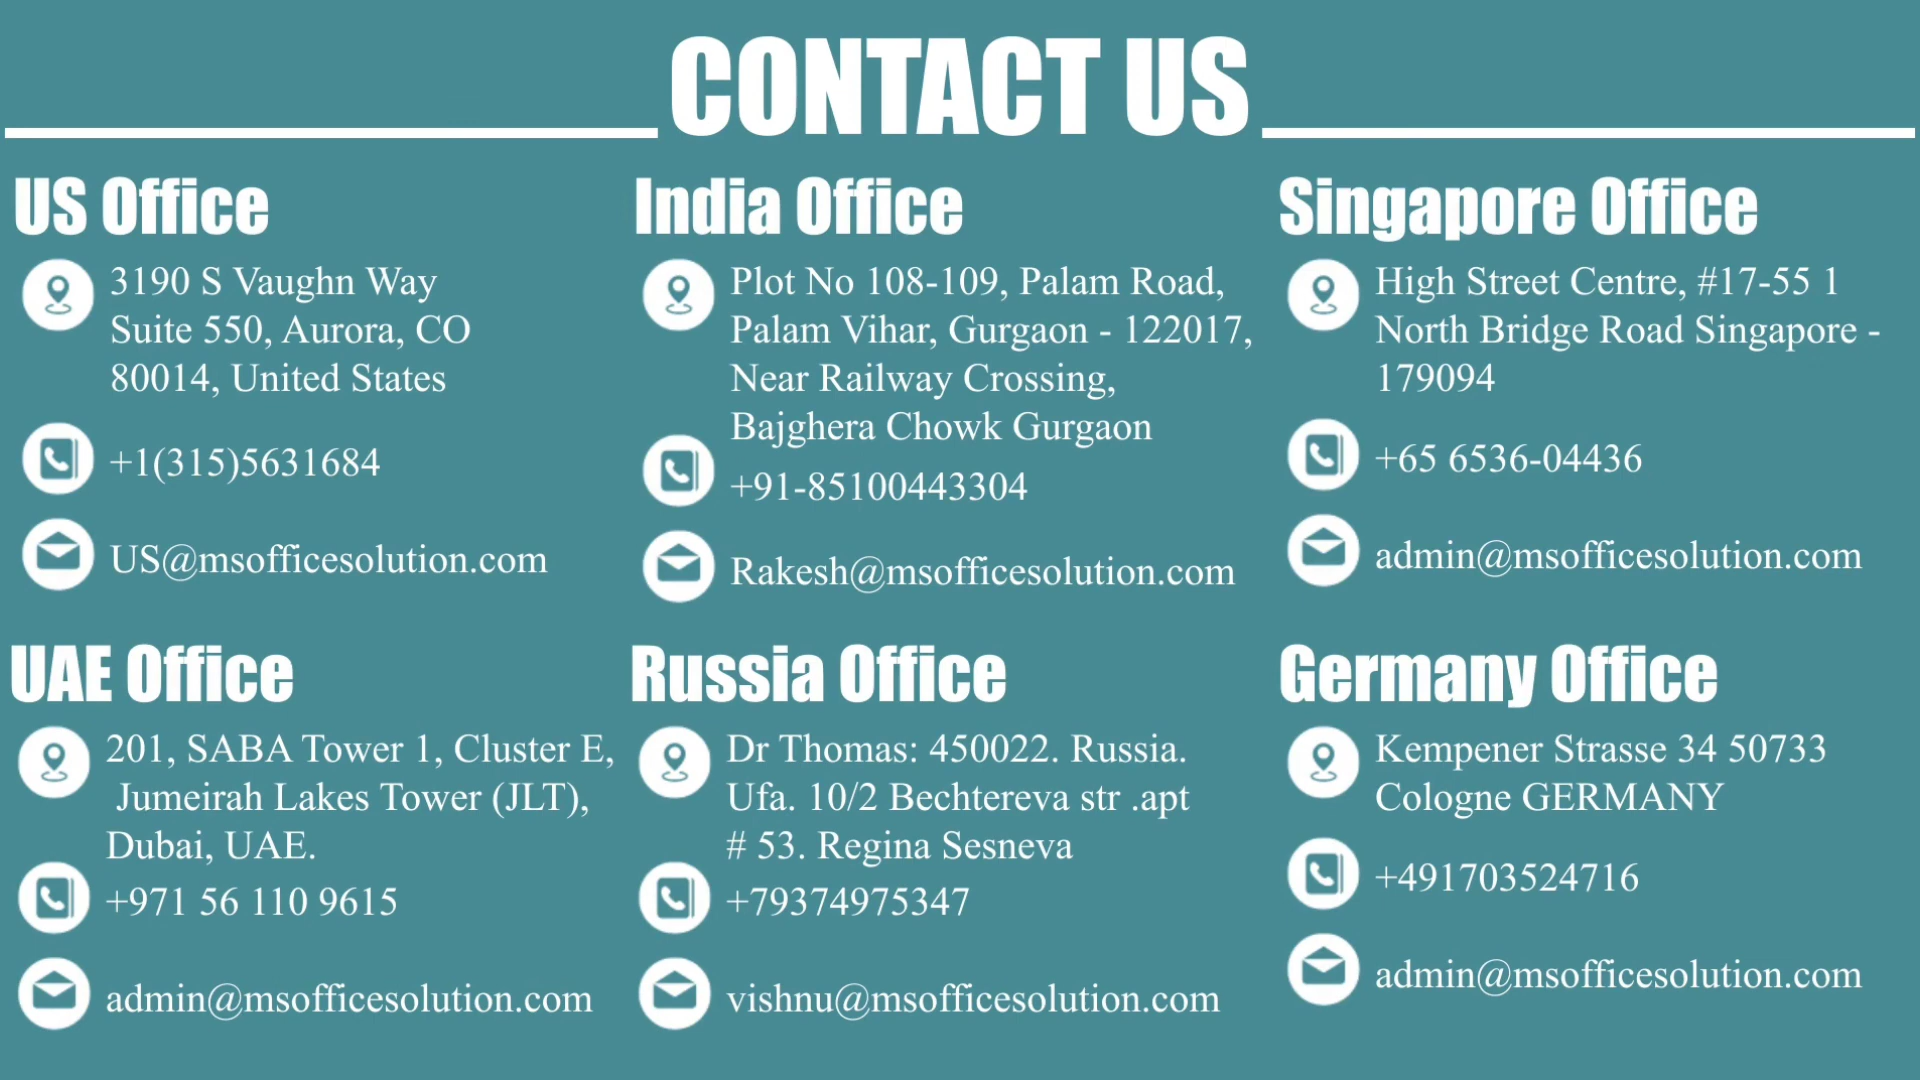 CONTACT US
US Office
3190 S Vaughn Way
Suite 550, Aurora, CO
80014, United States
+1(315)5631684
US@msofficesolution.com
India Office
Plot No 108-109, Palam Road,
Palam Vihar, Gurgaon - 122017,
Near Railway Crossing,
Bajghera Chowk Gurgaon
+91-85100443304
Rakesh@msofficesolution.com
Singapore Office
High Street Centre, #17-55 1
North Bridge Road Singapore -
179094
+65 6536-04436
admin@msofficesolution.com
UAE Office
201, SABA Tower 1, Cluster E,
Jumeirah Lakes Tower (JLT),
Dubai, UAE.
+971 56 110 9615
admin@msofficesolution.com
Russia Office
Dr Thomas: 450022. Russia.
Ufa. 10/2 Bechtereva str .apt
# 53. Regina Sesneva
+79374975347
vishnu@msofficesolution.com
Germany Office
Kempener Strasse 34 50733
Cologne GERMANY
+491703524716
admin@msofficesolution.com